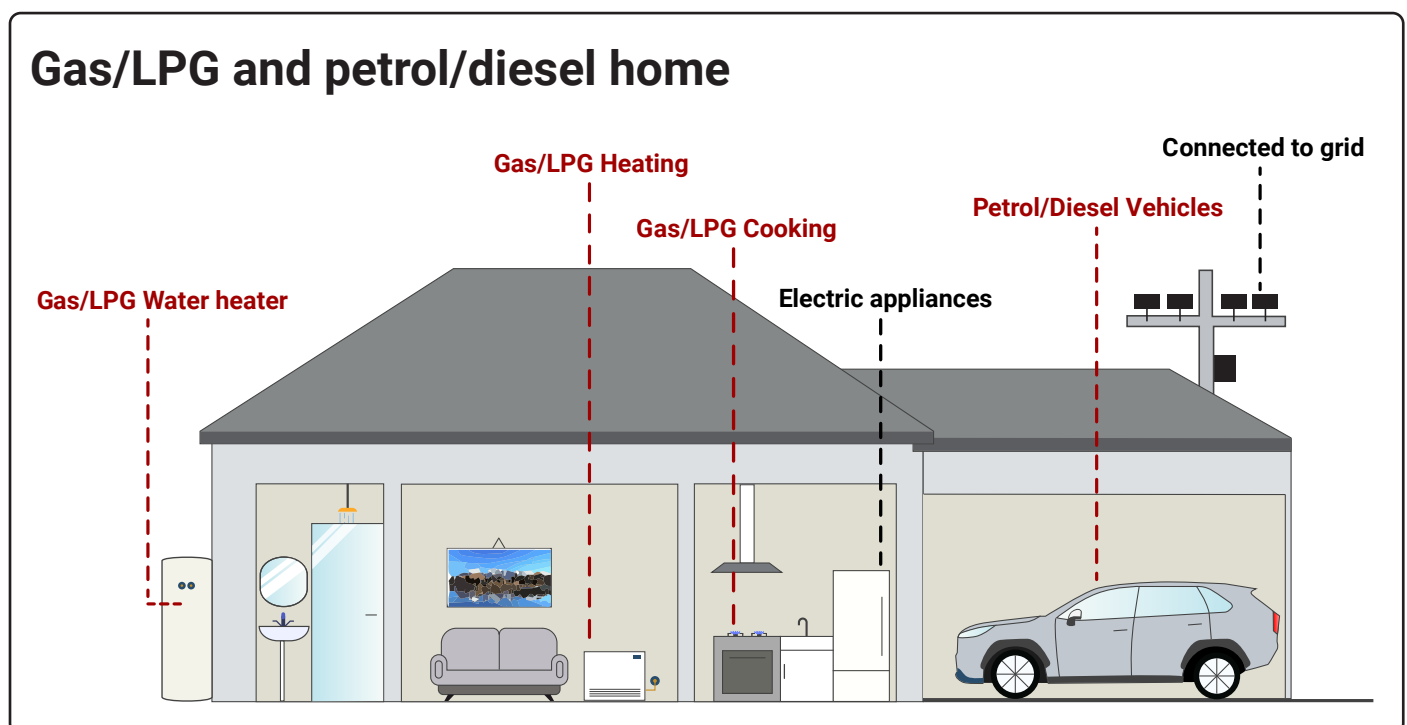 Gas/LPG and petrol/diesel home
Connected to grid
Gas/LPG Heating
Petrol/Diesel Vehicles
Gas/LPG Cooking
Gas/LPG Water heater
Electric appliances